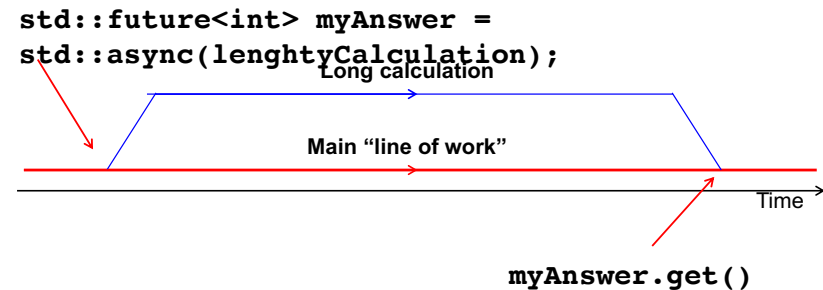 std::future<int> myAnswer =
std::async(lenghtyCalculation);
Long calculation
Main “line of work”
Time
myAnswer.get()